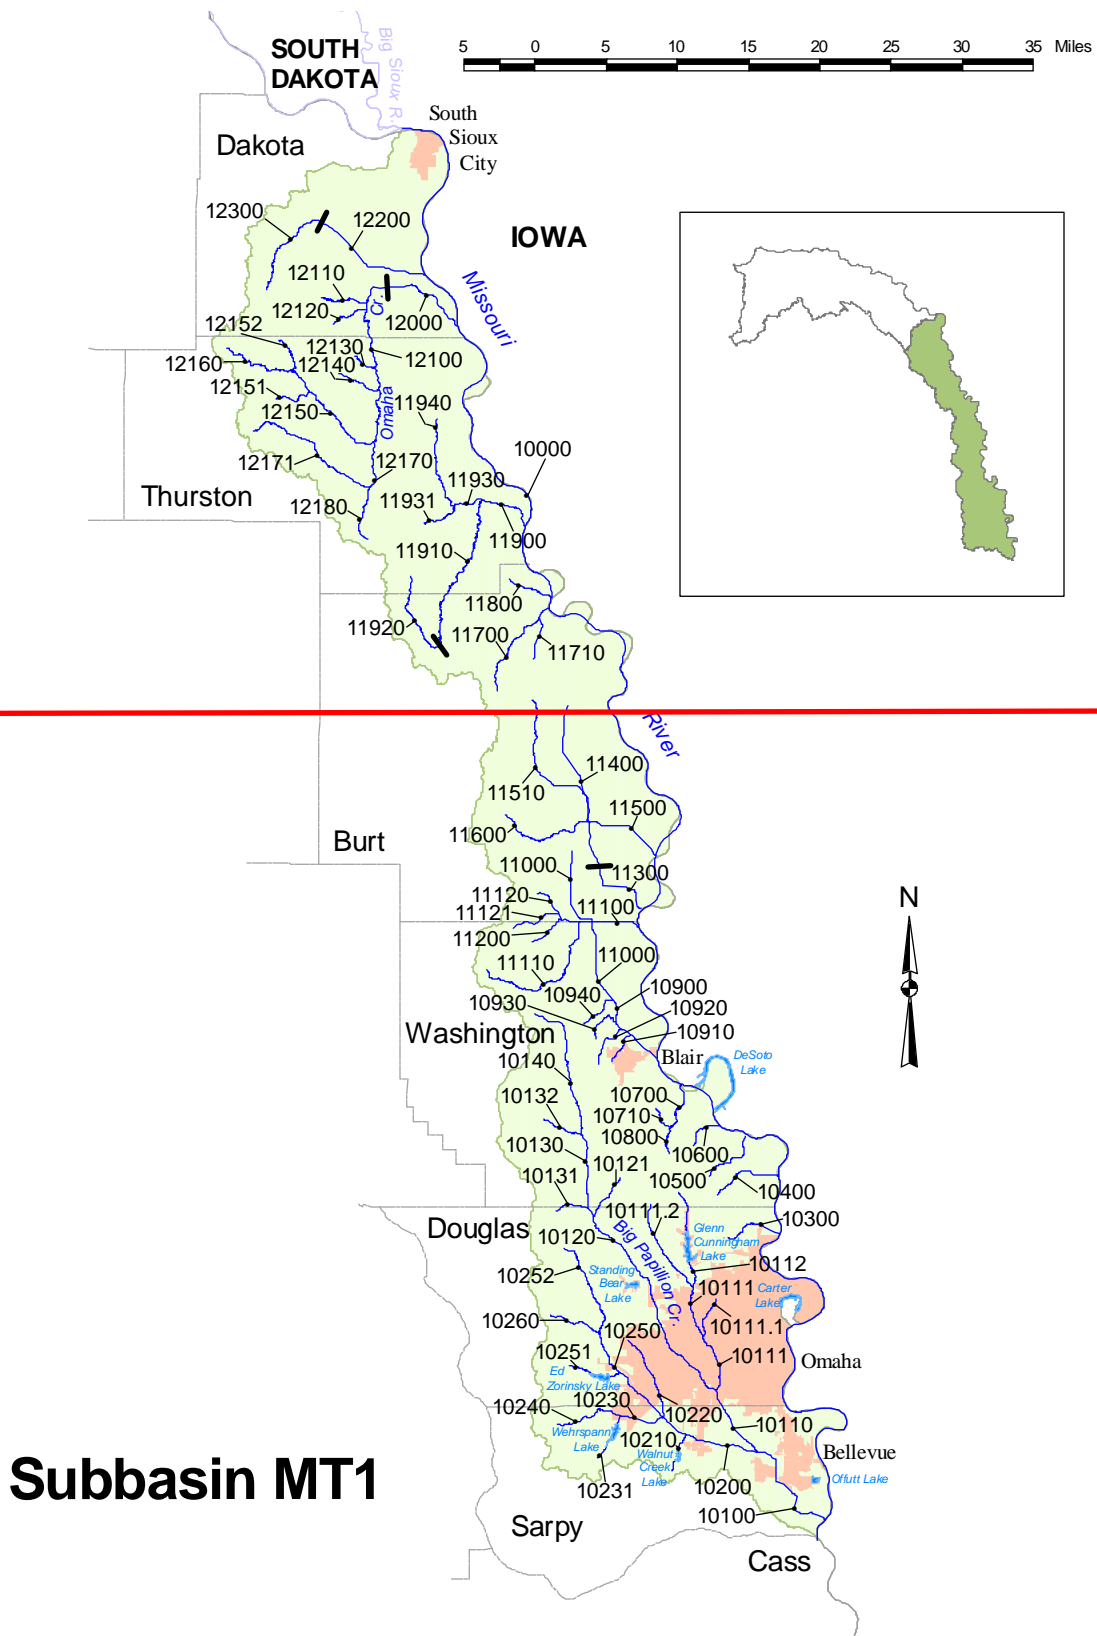 5 0 5 10 15 20 25 30 35 Miles
SOUTH
DAKOTA
Big Sioux R.
South
Sioux
City
Dakota
12300
12200
IOWA
12110
Missouri
Cr.
12120
12000
12152
12130
12100
12160
12140
12151
Omaha
11940
12150
10000
12171
12170
11930
Thurston
12180
11931
11900
11910
11800
11920
11700
11710
River
11400
11510
11500
11600
Burt
11000
11300
11120
11100
11121
11200
N
11000
11110
10940
10900
10930
10920
10910
Washington
Blair
DeSoto
Lake
10140
10700
10132
10710
10800
10600
10130
10121
10500
10131
10400
10111.2
10300
Douglas
Glenn
Cunningham
Lake
10120
Big Papillion Cr.
10112
10252
Standing
Bear
Lake
10111
Carter
Lake
10260
10111.1
10250
10251
10111
Omaha
Ed
Zorinsky Lake
10240
10230
10220
10110
Wehrspann
Lake
10210
Walnut
Creek
Lake
Bellevue
Offutt Lake
Subbasin MT1
10231
10200
10100
Sarpy
Cass